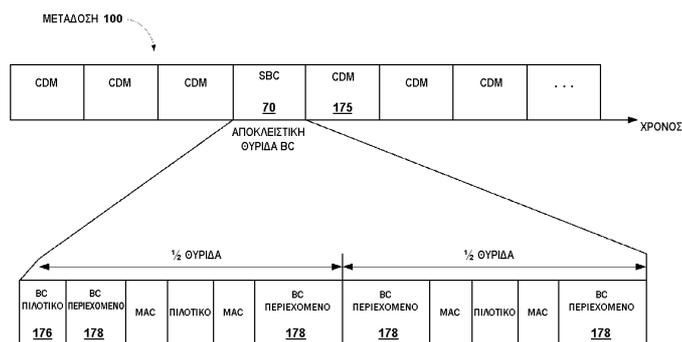 ΜΕΤΑΔΟΣΗ 100
CDM CDM CDM SBC CDM CDM CDM . . .
70 175
ΧΡΟΝΟΣ
ΑΠΟΚΛΕΙΣΤΙΚΗ
ΘΥΡΙΔΑ BC
½ ΘΥΡΙΔΑ ½ ΘΥΡΙΔΑ
BC BC BC BC BC
ΠΙΛΟΤΙΚΟ ΠΕΡΙΕΧΟΜΕΝΟ MAC ΠΙΛΟΤΙΚΟ MAC ΠΕΡΙΕΧΟΜΕΝΟ ΠΕΡΙΕΧΟΜΕΝΟ MAC ΠΙΛΟΤΙΚΟ MAC ΠΕΡΙΕΧΟΜΕΝΟ
176 178 178 178 178